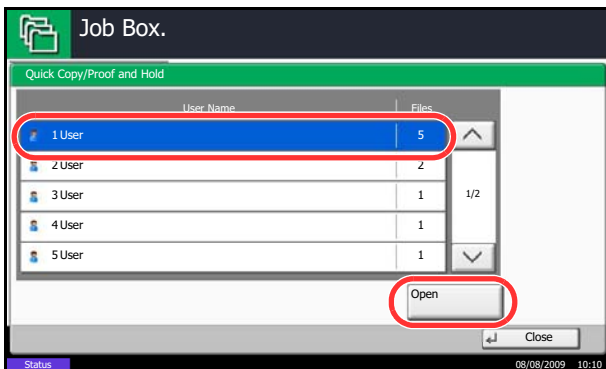 Job Box.
Quick Copy/Proof and Hold
User Name Files
1 User 5
2 User 2
3 User 1
4 User 1
5 User 1
1/2
Open
Close
Status 08/08/2009 10:10